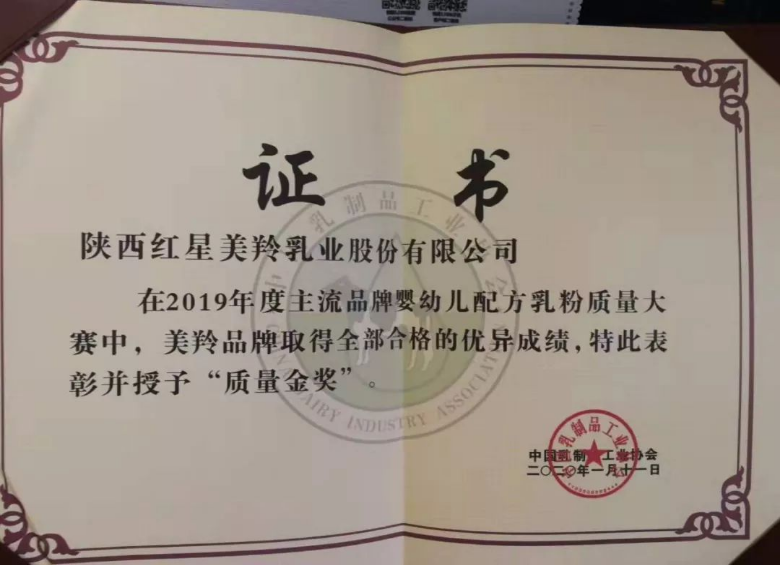 证书
陕西红星美羚乳业股份有限公司
在2019年度主流品牌婴幼儿配方乳粉质量大
赛中，美羚品牌取得全部合格的优异成绩，特此表
彰并授予“质量金奖”。
中国乳制品工业协会
二〇二〇年一月十一日
DAIRY INDUSTRY ASSOCIATION